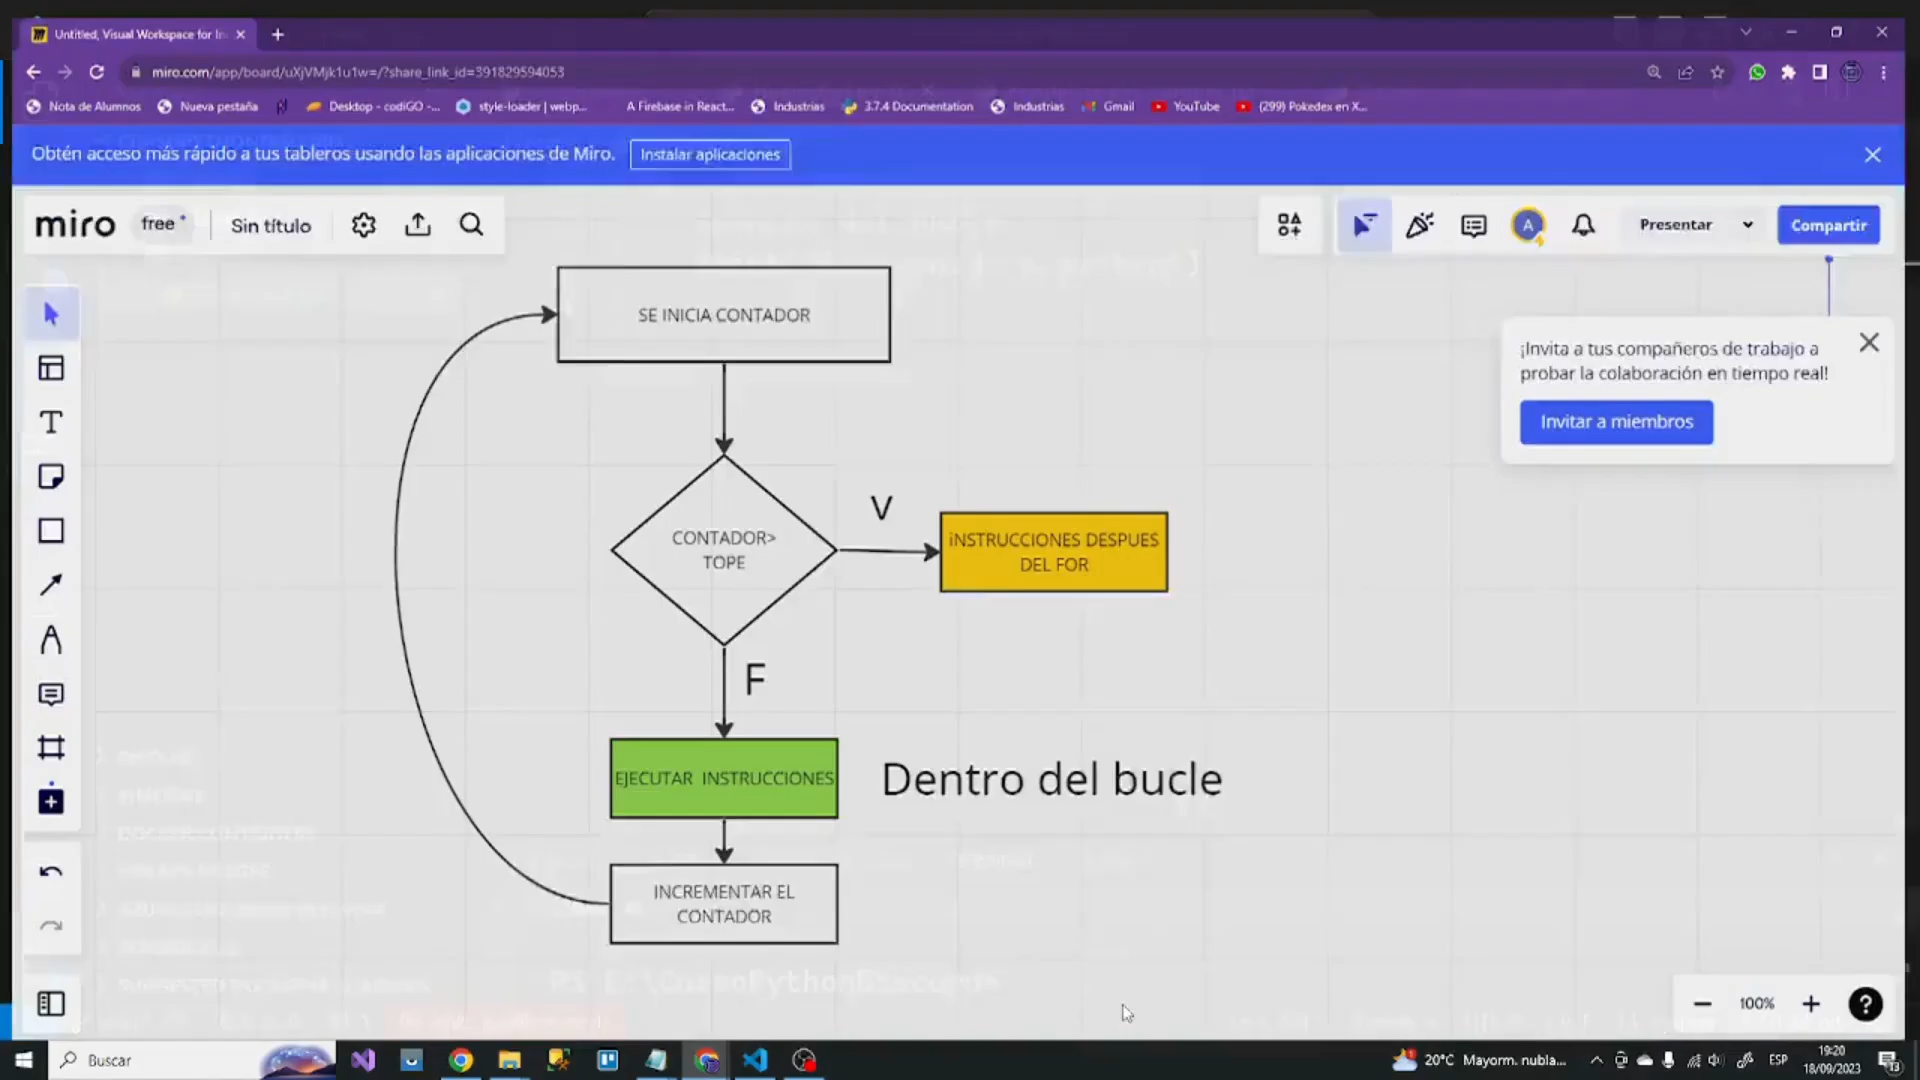 Untitled, Visual Workspace for In
miro.com/app/board/uXjVMjk1u1w=/?share_link_id=391829594053
Nota de Alumnos
Nueva pestaña
Desktop - codiGO -...
style-loader | webp...
A Firebase in React...
Industrias
3.7.4 Documentation
Industrias
Gmail
YouTube
(299) Pokedex en X...
Obtén acceso más rápido a tus tableros usando las aplicaciones de Miro.
Instalar aplicaciones
miro
free
Sin título
A
Presentar
Compartir
¡Invita a tus compañeros de trabajo a
probar la colaboración en tiempo real!
Invitar a miembros
SE INICIA CONTADOR
CONTADOR>
TOPE
V
iNSTRUCCIONES DESPUES
DEL FOR
F
EJECUTAR INSTRUCCIONES
Dentro del bucle
INCREMENTAR EL
CONTADOR
100%
?
Buscar
20°C Mayorm. nubla...
ESP
19:20
18/09/2023
13